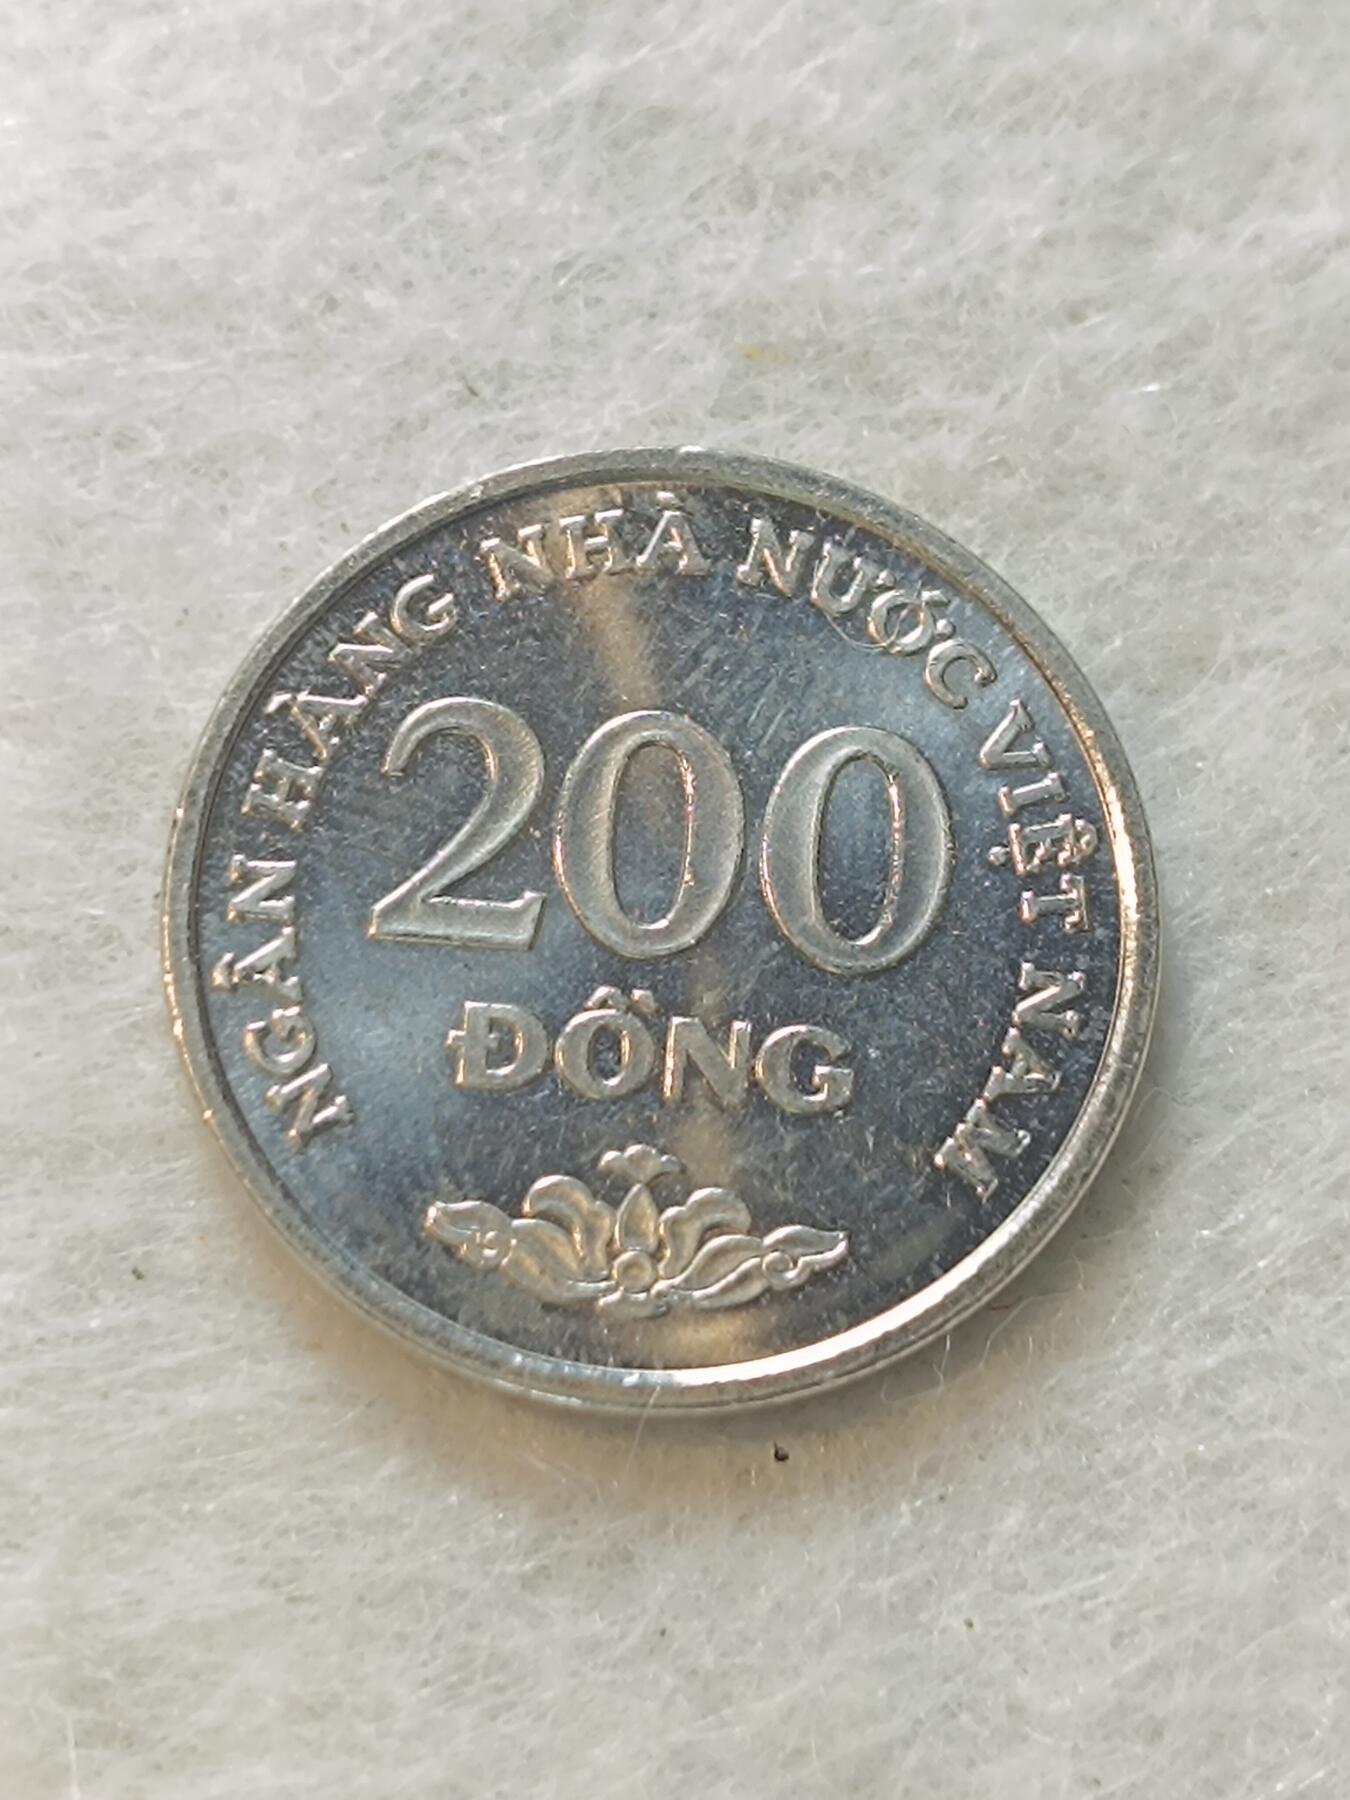 NGÂN HÀNG NHÀ NƯỚC VIỆT NAM
200
ĐỒNG